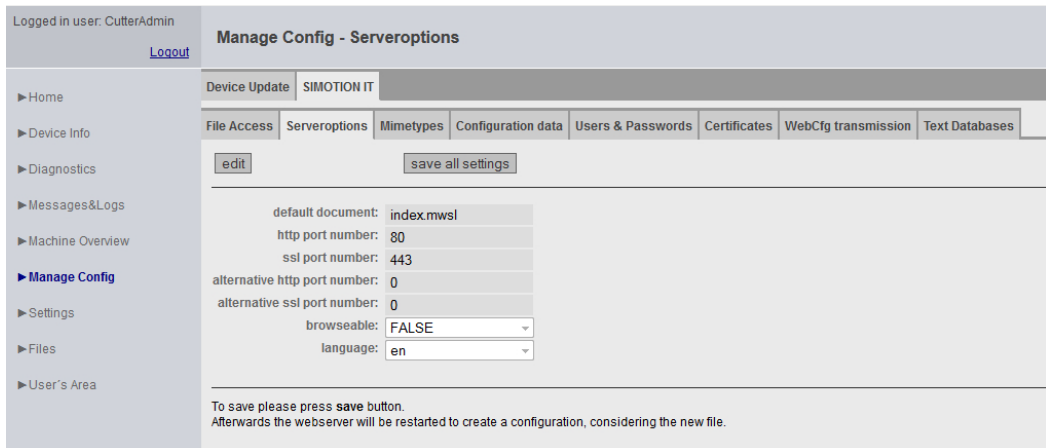 Logged in user: CutterAdmin
Logout
Manage Config - Serveroptions
Device Update SIMOTION IT
►Home
►Device Info
►Diagnostics
►Messages&Logs
►Machine Overview
►Manage Config
►Settings
►Files
►User´s Area
File Access Serveroptions Mimetypes Configuration data Users & Passwords Certificates WebCfg transmission Text Databases
edit save all settings
default document: index.mwsl
http port number: 80
ssl port number: 443
alternative http port number: 0
alternative ssl port number: 0
browseable: FALSE
language: en
To save please press save button.
Afterwards the webserver will be restarted to create a configuration, considering the new file.